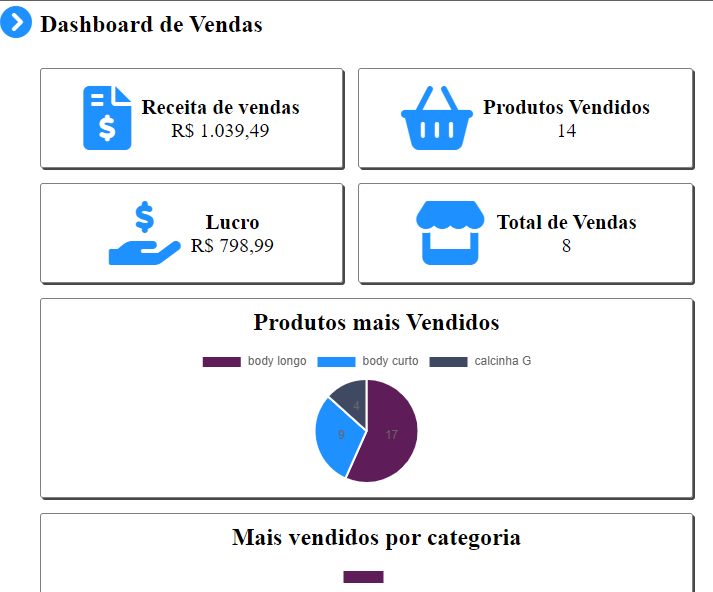 Dashboard de Vendas
Receita de vendas
R$ 1.039,49
Produtos Vendidos
14
Lucro
R$ 798,99
Total de Vendas
8
Produtos mais Vendidos
body longo body curto calcinha G
4
9 17
Mais vendidos por categoria